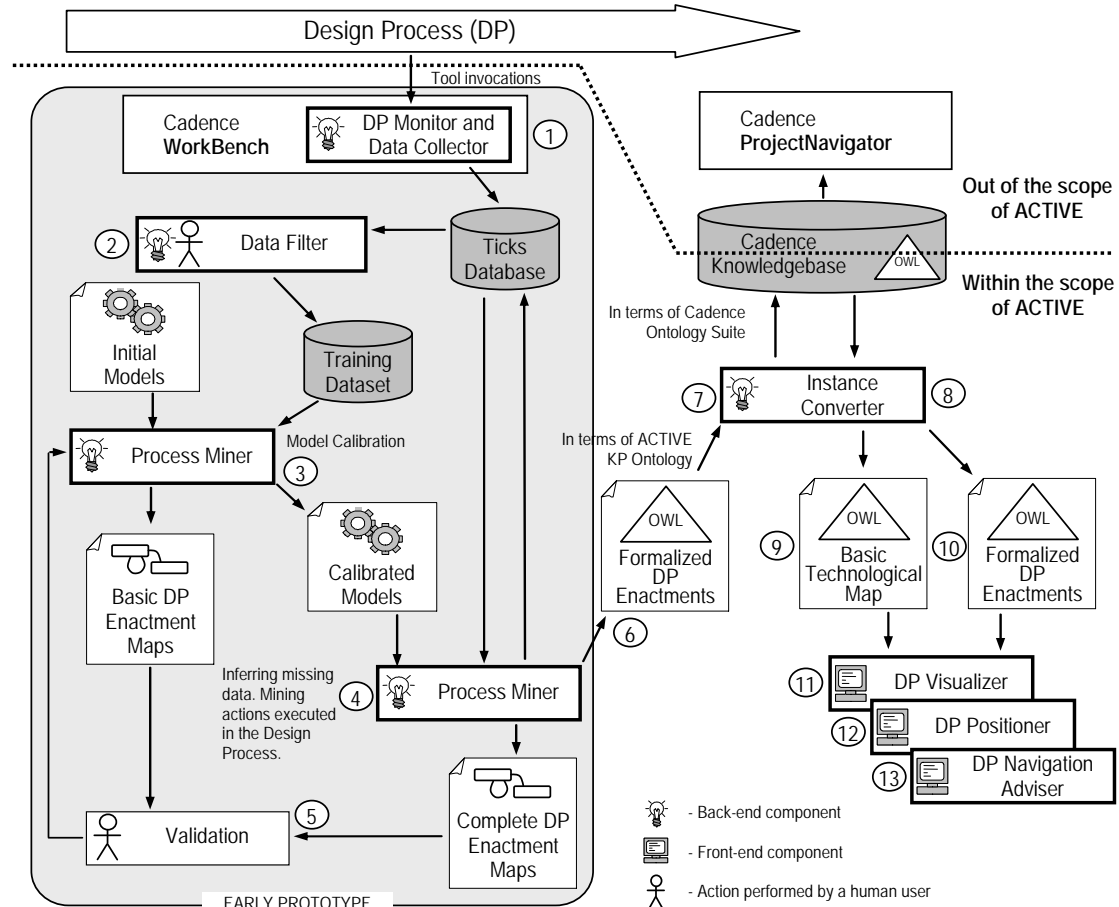 Design Process (DP)
Tool invocations
Cadence
WorkBench
DP Monitor and
Data Collector
1
Cadence
ProjectNavigator
Out of the scope
of ACTIVE
2
Data Filter
Ticks
Database
Cadence
Knowledgebase
OWL
Within the scope
of ACTIVE
Initial
Models
Training
Dataset
In terms of Cadence
Ontology Suite
7
Instance
Converter
8
Process Miner
Model Calibration
3
In terms of ACTIVE
KP Ontology
Basic DP
Enactment
Maps
Calibrated
Models
OWL
Formalized
DP
Enactments
6
9
OWL
Basic
Technological
Map
10
OWL
Formalized
DP
Enactments
Inferring missing
data. Mining
actions executed
in the Design
Process.
4
Process Miner
11
DP Visualizer
12
DP Positioner
13
DP Navigation
Adviser
Validation
5
Complete DP
Enactment
Maps
- Back-end component
- Front-end component
- Action performed by a human user
EARLY PROTOTYPE